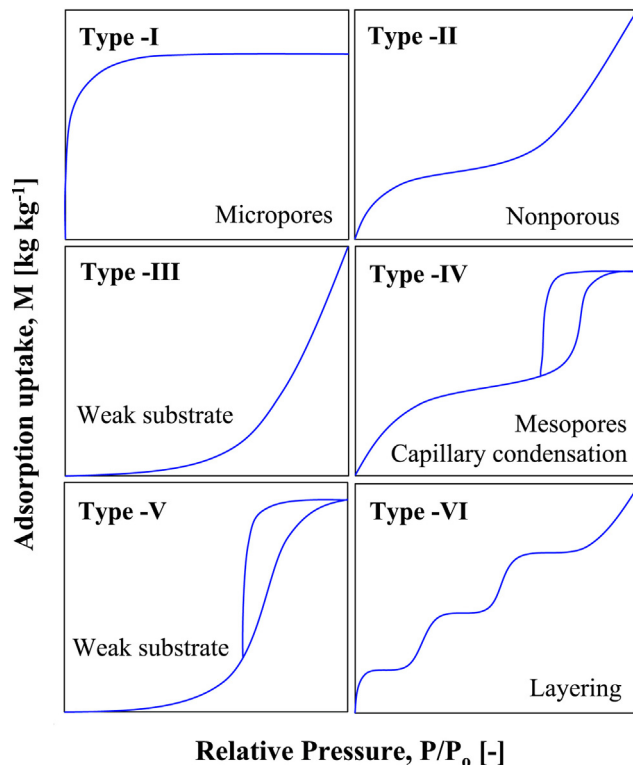 Type -I
Micropores
Type -II
Nonporous
Type -III
Weak substrate
Type -IV
Mesopores
Capillary condensation
Type -V
Weak substrate
Type -VI
Layering
Adsorption uptake, M [kg kg⁻¹]
Relative Pressure, P/Pₒ [-]